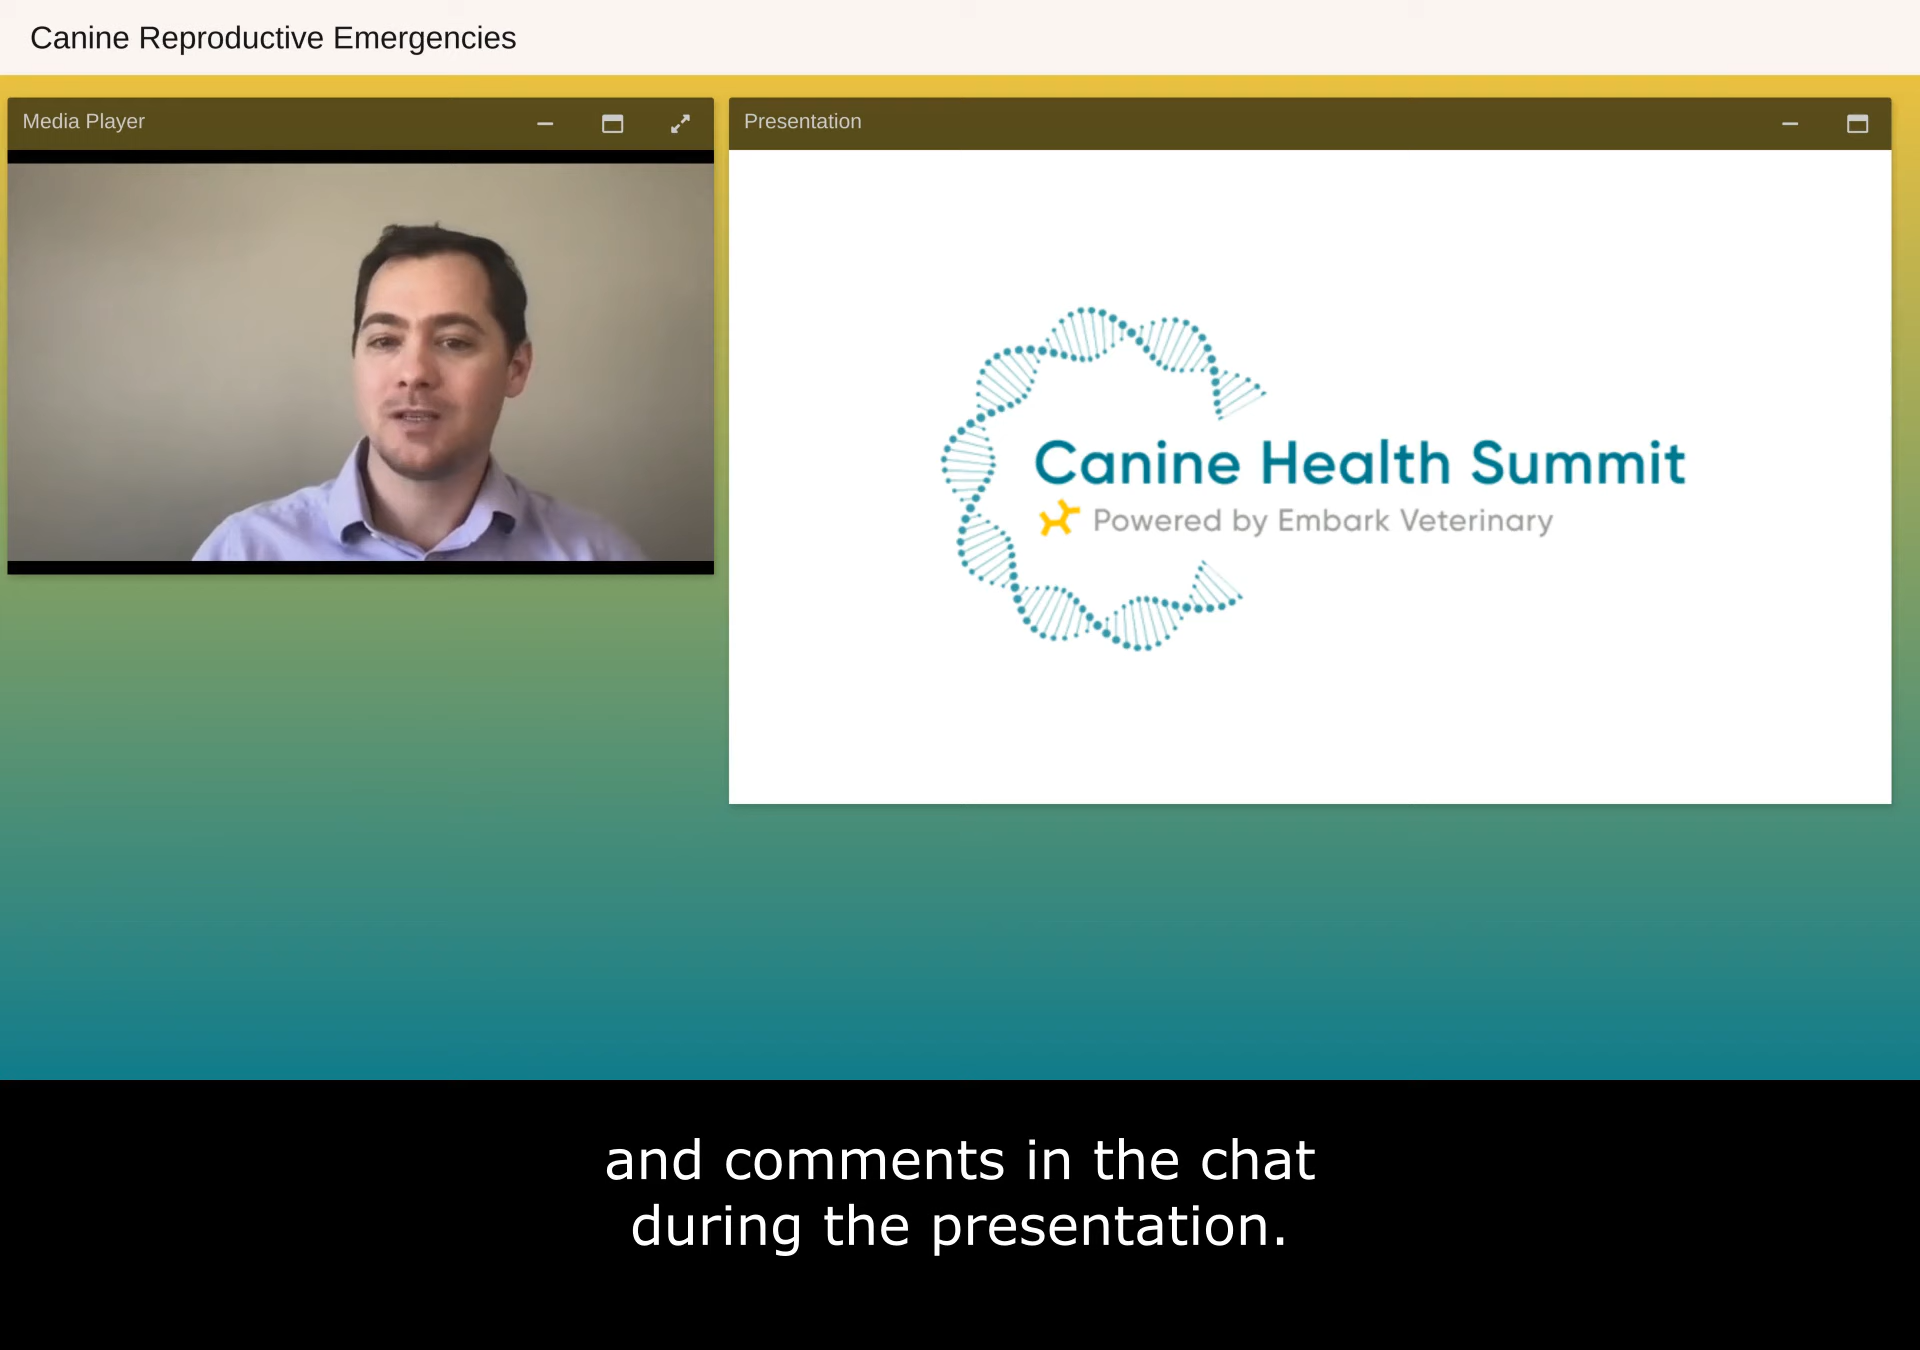 Canine Reproductive Emergencies
Media Player
Presentation
Canine Health Summit
Powered by Embark Veterinary
and comments in the chat
during the presentation.